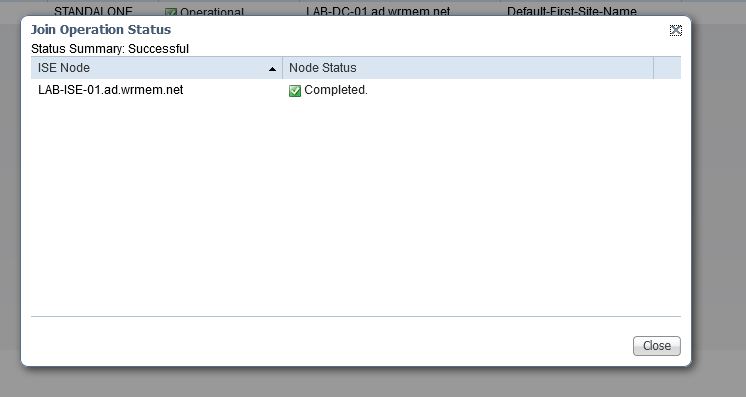 STANDALONE Operational LAB-DC-01.ad.wrmem.net Default-First-Site-Name
Join Operation Status
Status Summary: Successful
ISE Node Node Status
LAB-ISE-01.ad.wrmem.net Completed.
Close